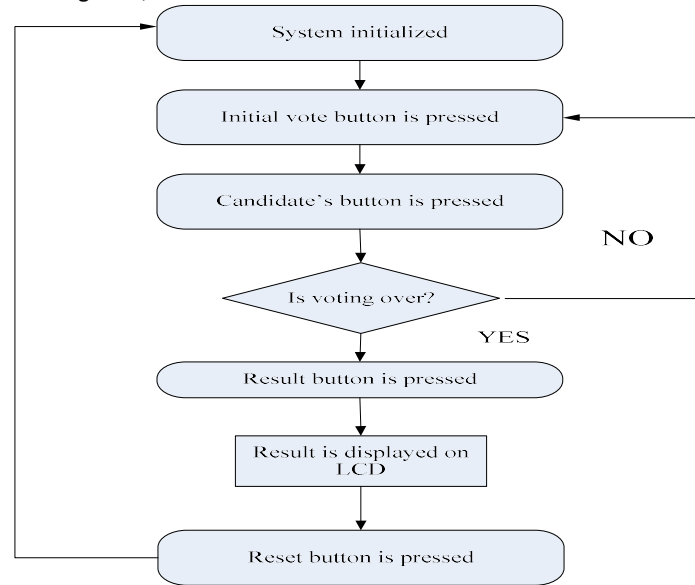 System initialized
Initial vote button is pressed
Candidate's button is pressed
NO
Is voting over?
YES
Result button is pressed
Result is displayed on
LCD
Reset button is pressed